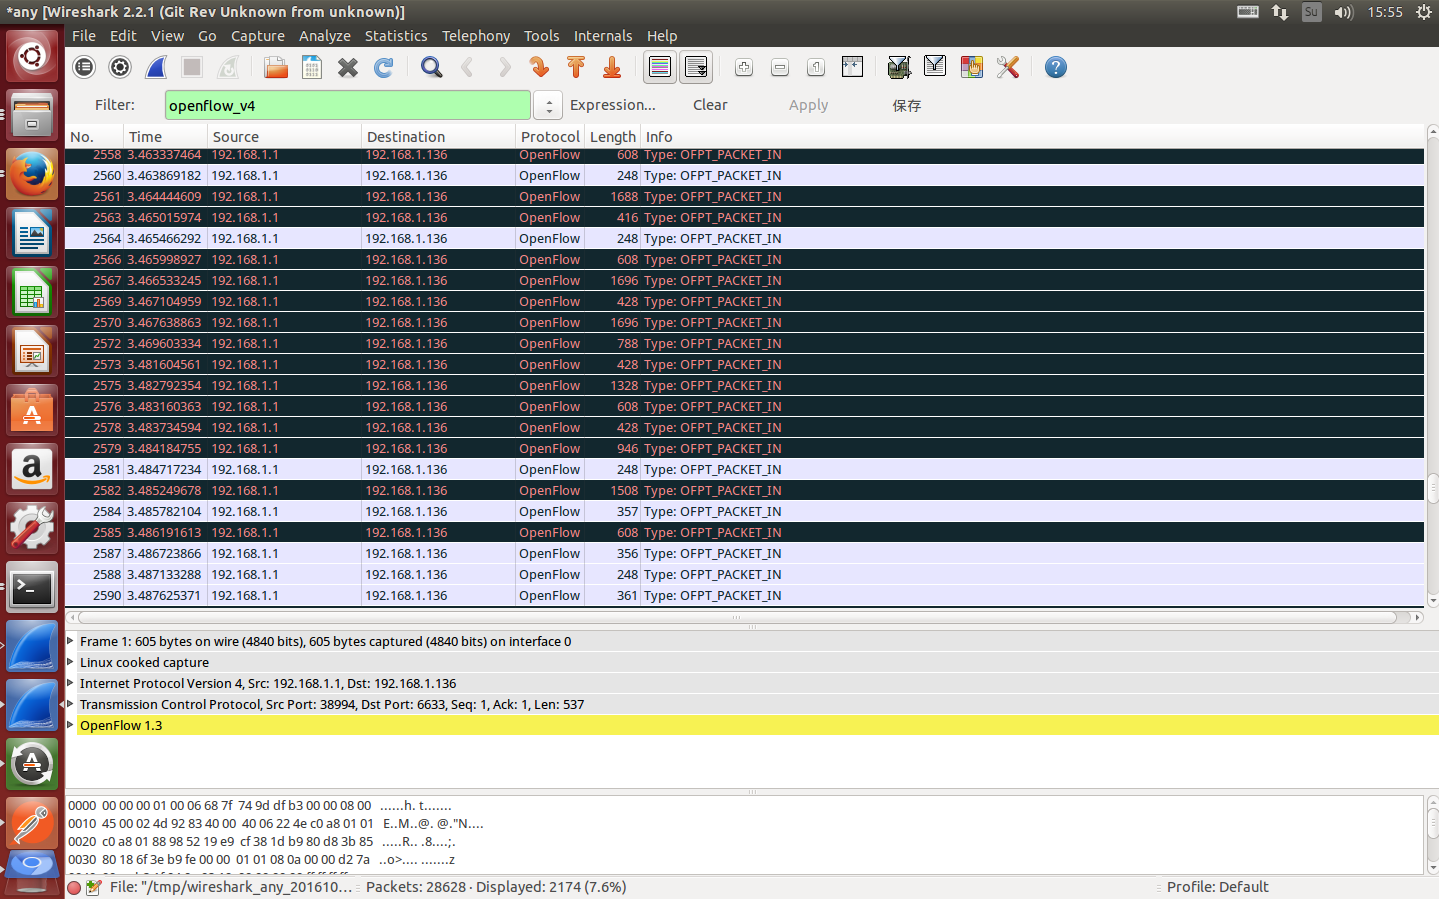 *any [Wireshark 2.2.1 (Git Rev Unknown from unknown)]
Su 15:55
File Edit View Go Capture Analyze Statistics Telephony Tools Internals Help
Filter: openflow_v4 Expression... Clear Apply 保存
No. Time Source Destination Protocol Length Info
2558 3.463337464 192.168.1.1 192.168.1.136 OpenFlow 608 Type: OFPT_PACKET_IN
2560 3.463869182 192.168.1.1 192.168.1.136 OpenFlow 248 Type: OFPT_PACKET_IN
2561 3.464444609 192.168.1.1 192.168.1.136 OpenFlow 1688 Type: OFPT_PACKET_IN
2563 3.465015974 192.168.1.1 192.168.1.136 OpenFlow 416 Type: OFPT_PACKET_IN
2564 3.465466292 192.168.1.1 192.168.1.136 OpenFlow 248 Type: OFPT_PACKET_IN
2566 3.465998927 192.168.1.1 192.168.1.136 OpenFlow 608 Type: OFPT_PACKET_IN
2567 3.466533245 192.168.1.1 192.168.1.136 OpenFlow 1696 Type: OFPT_PACKET_IN
2569 3.467104959 192.168.1.1 192.168.1.136 OpenFlow 428 Type: OFPT_PACKET_IN
2570 3.467638863 192.168.1.1 192.168.1.136 OpenFlow 1696 Type: OFPT_PACKET_IN
2572 3.469603334 192.168.1.1 192.168.1.136 OpenFlow 788 Type: OFPT_PACKET_IN
2573 3.481604561 192.168.1.1 192.168.1.136 OpenFlow 428 Type: OFPT_PACKET_IN
2575 3.482792354 192.168.1.1 192.168.1.136 OpenFlow 1328 Type: OFPT_PACKET_IN
2576 3.483160363 192.168.1.1 192.168.1.136 OpenFlow 608 Type: OFPT_PACKET_IN
2578 3.483734594 192.168.1.1 192.168.1.136 OpenFlow 428 Type: OFPT_PACKET_IN
2579 3.484184755 192.168.1.1 192.168.1.136 OpenFlow 946 Type: OFPT_PACKET_IN
2581 3.484717234 192.168.1.1 192.168.1.136 OpenFlow 248 Type: OFPT_PACKET_IN
2582 3.485249678 192.168.1.1 192.168.1.136 OpenFlow 1508 Type: OFPT_PACKET_IN
2584 3.485782104 192.168.1.1 192.168.1.136 OpenFlow 357 Type: OFPT_PACKET_IN
2585 3.486191613 192.168.1.1 192.168.1.136 OpenFlow 608 Type: OFPT_PACKET_IN
2587 3.486723866 192.168.1.1 192.168.1.136 OpenFlow 356 Type: OFPT_PACKET_IN
2588 3.487133288 192.168.1.1 192.168.1.136 OpenFlow 248 Type: OFPT_PACKET_IN
2590 3.487625371 192.168.1.1 192.168.1.136 OpenFlow 361 Type: OFPT_PACKET_IN
Frame 1: 605 bytes on wire (4840 bits), 605 bytes captured (4840 bits) on interface 0
Linux cooked capture
Internet Protocol Version 4, Src: 192.168.1.1, Dst: 192.168.1.136
Transmission Control Protocol, Src Port: 38994, Dst Port: 6633, Seq: 1, Ack: 1, Len: 537
OpenFlow 1.3
0000 00 00 00 01 00 06 68 7f 74 9d df b3 00 00 08 00 ......h. t.......
0010 45 00 02 4d 92 83 40 00 40 06 22 4e c0 a8 01 01 E..M..@. @."N....
0020 c0 a8 01 88 98 52 19 e9 cf 38 1d b9 80 d8 3b 85 .....R.. .8....;.
0030 80 18 6f 3e b9 fe 00 00 01 01 08 0a 00 00 d2 7a ..o>.... .......z
File: "/tmp/wireshark_any_201610... Packets: 28628 · Displayed: 2174 (7.6%) Profile: Default